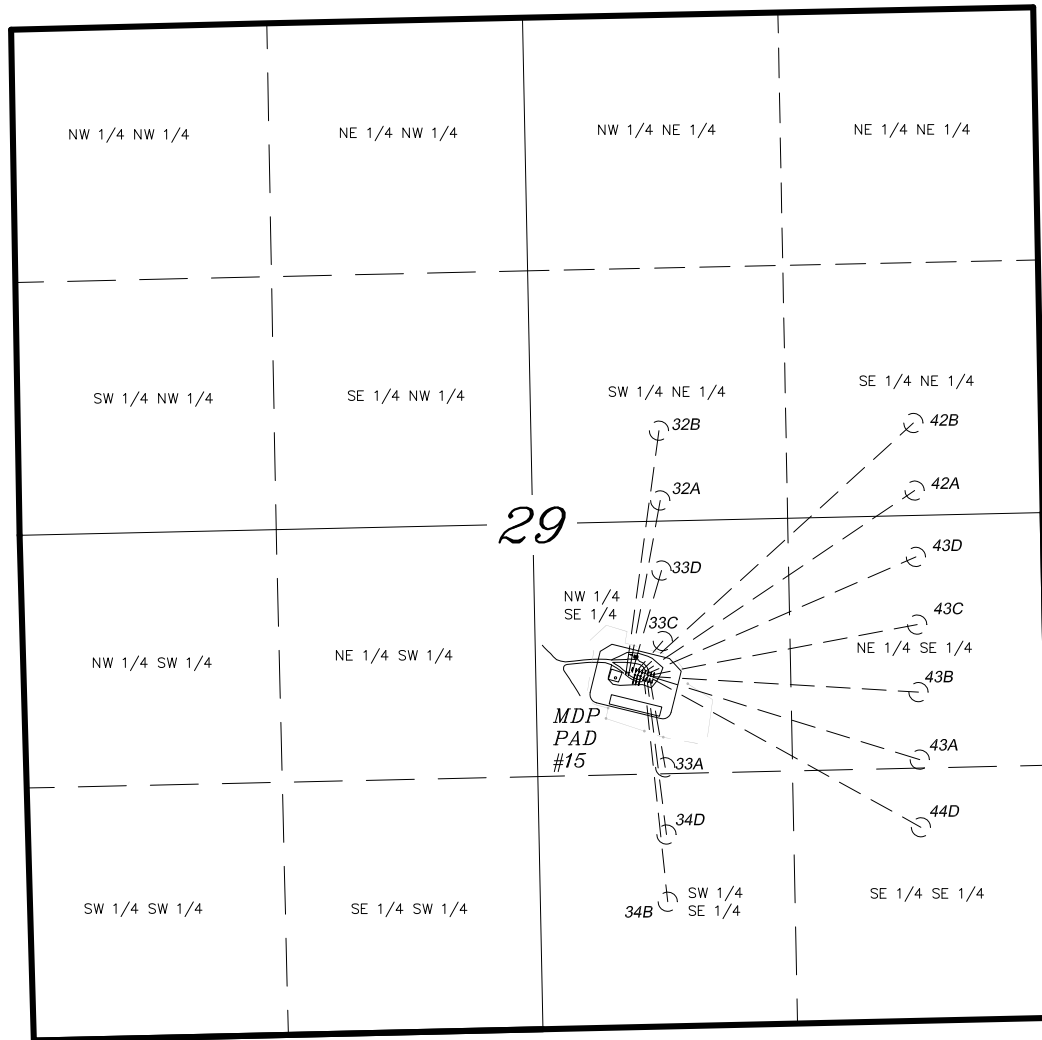 NW 1/4 NW 1/4
NE 1/4 NW 1/4
NW 1/4 NE 1/4
NE 1/4 NE 1/4
SW 1/4 NW 1/4
SE 1/4 NW 1/4
SW 1/4 NE 1/4
SE 1/4 NE 1/4
32B
42B
32A
42A
29
43D
33D
NW 1/4
SE 1/4
33C
43C
NW 1/4 SW 1/4
NE 1/4 SW 1/4
NE 1/4 SE 1/4
43B
MDP
PAD
#15
43A
33A
34D
44D
SW 1/4 SW 1/4
SE 1/4 SW 1/4
34B
SW 1/4
SE 1/4
SE 1/4 SE 1/4